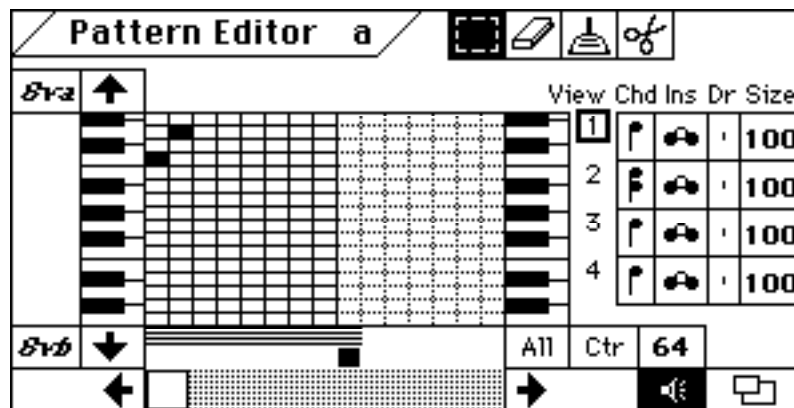 Pattern Editor a
8va
View Chd Ins Dr Size
1 100
2 100
3 100
4 100
8vb All Ctr 64